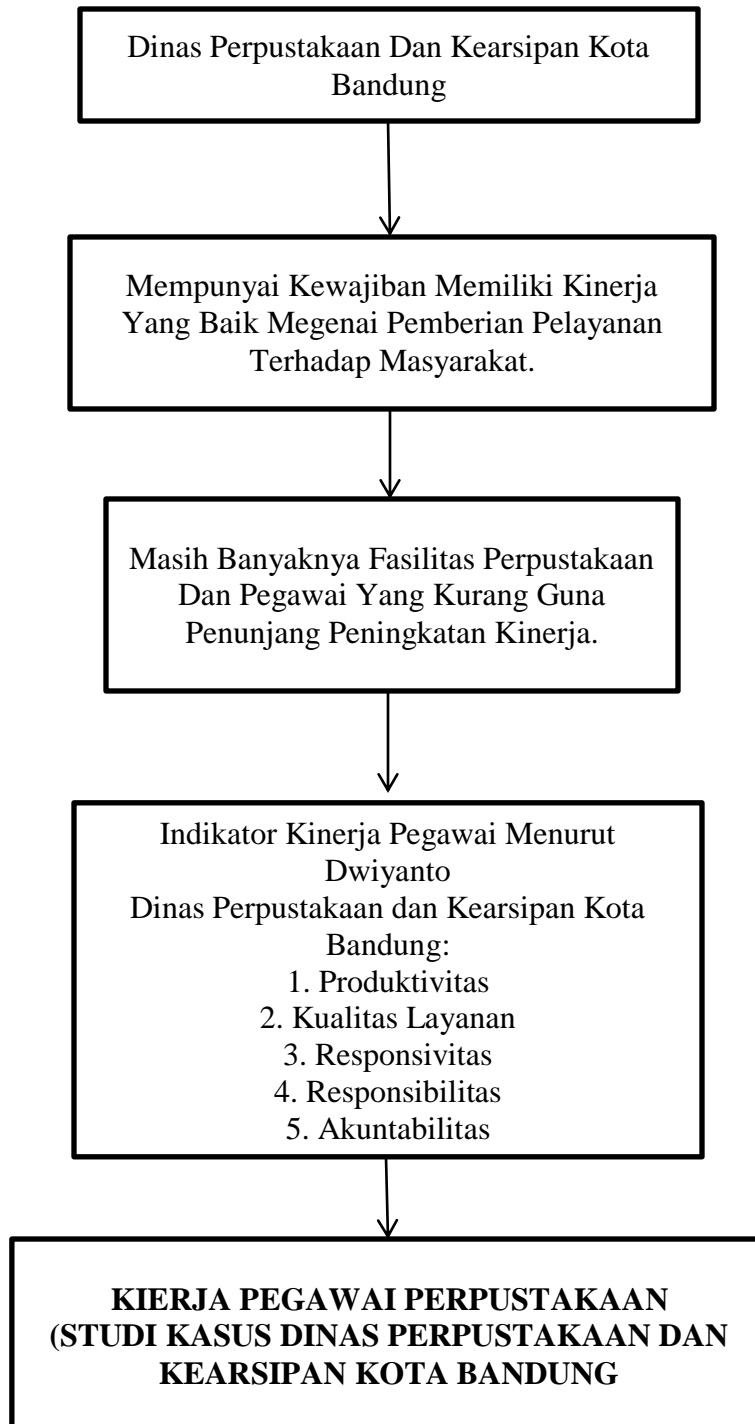 Dinas Perpustakaan Dan Kearsipan Kota
Bandung
Mempunyai Kewajiban Memiliki Kinerja
Yang Baik Megenai Pemberian Pelayanan
Terhadap Masyarakat.
Masih Banyaknya Fasilitas Perpustakaan
Dan Pegawai Yang Kurang Guna
Penunjang Peningkatan Kinerja.
Indikator Kinerja Pegawai Menurut
Dwiyanto
Dinas Perpustakaan dan Kearsipan Kota
Bandung:
1. Produktivitas
2. Kualitas Layanan
3. Responsivitas
4. Responsibilitas
5. Akuntabilitas
KIERJA PEGAWAI PERPUSTAKAAN
(STUDI KASUS DINAS PERPUSTAKAAN DAN
KEARSIPAN KOTA BANDUNG